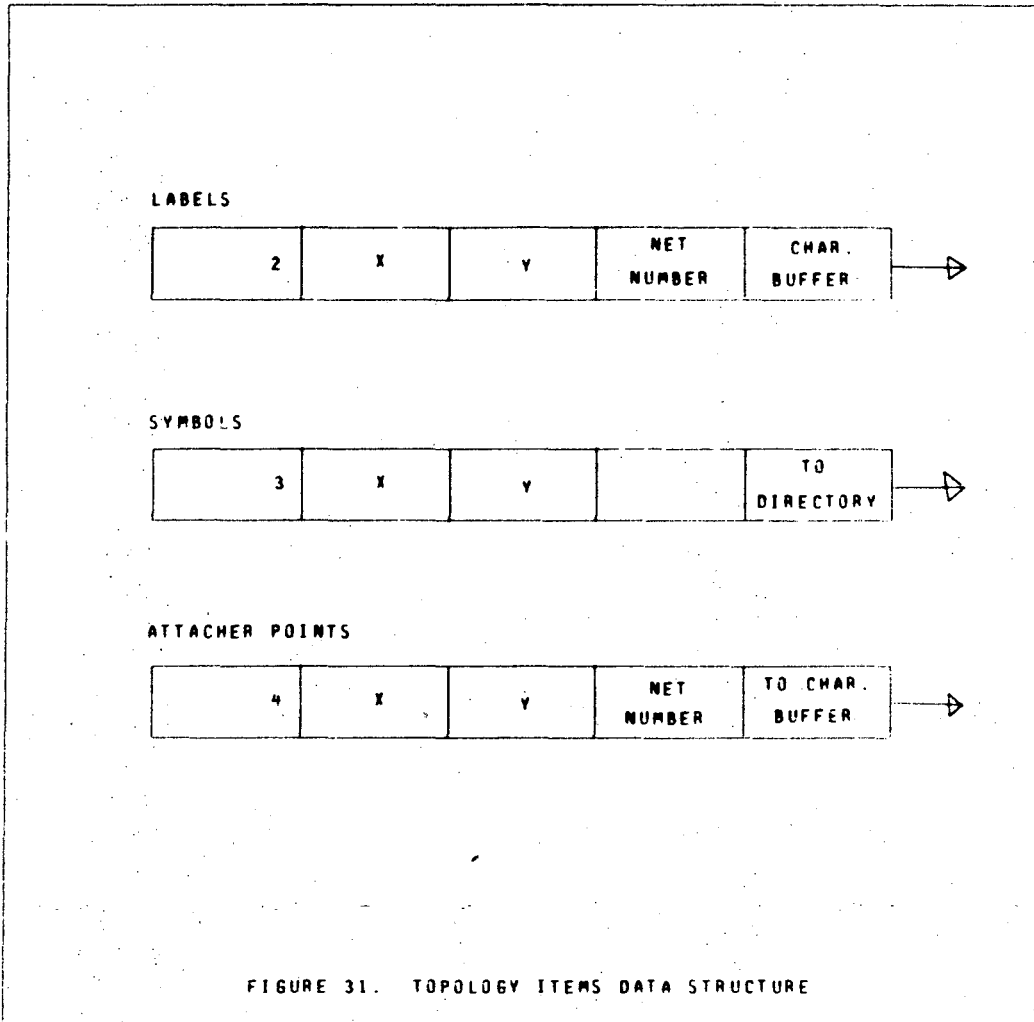 LABELS
2 X Y NET NUMBER CHAR. BUFFER
SYMBOLS
3 X Y TO DIRECTORY
ATTACHER POINTS
4 X Y NET NUMBER TO CHAR. BUFFER
FIGURE 31. TOPOLOGY ITEMS DATA STRUCTURE